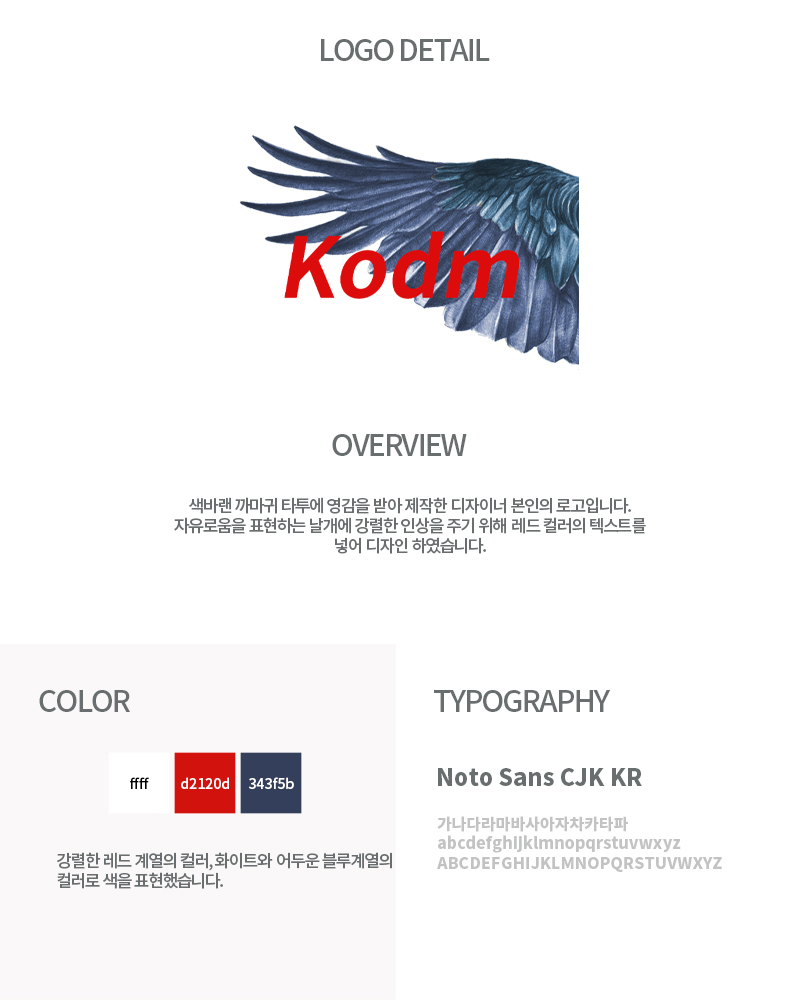 LOGO DETAIL
Kodm
OVERVIEW
색바랜 까마귀 타투에 영감을 받아 제작한 디자이너 본인의 로고입니다.
자유로움을 표현하는 날개에 강렬한 인상을 주기 위해 레드 컬러의 텍스트를
넣어 디자인 하였습니다.
COLOR
ffff
d2120d
343f5b
강렬한 레드 계열의 컬러, 화이트와 어두운 블루계열의
컬러로 색을 표현했습니다.
TYPOGRAPHY
Noto Sans CJK KR
가나다라마바사아자차카타파
abcdefghijklmnopqrstuvwxyz
ABCDEFGHIJKLMNOPQRSTUVWXYZ